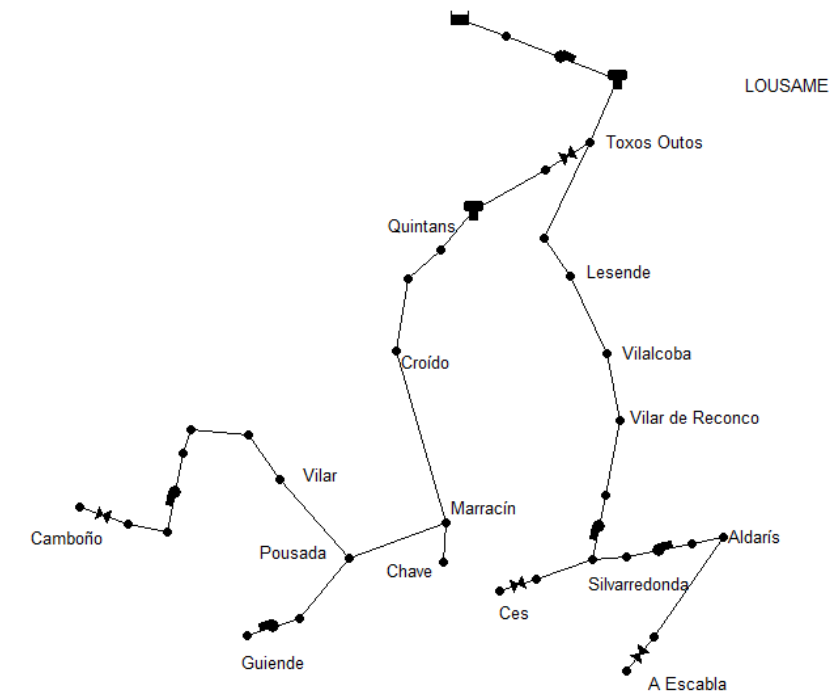 LOUSAME
Toxos Outos
Quintans
Lesende
Vilalcoba
Croído
Vilar de Reconco
Vilar
Marracín
Camboño
Aldarís
Pousada
Chave
Silvarredonda
Ces
Guiende
A Escabla